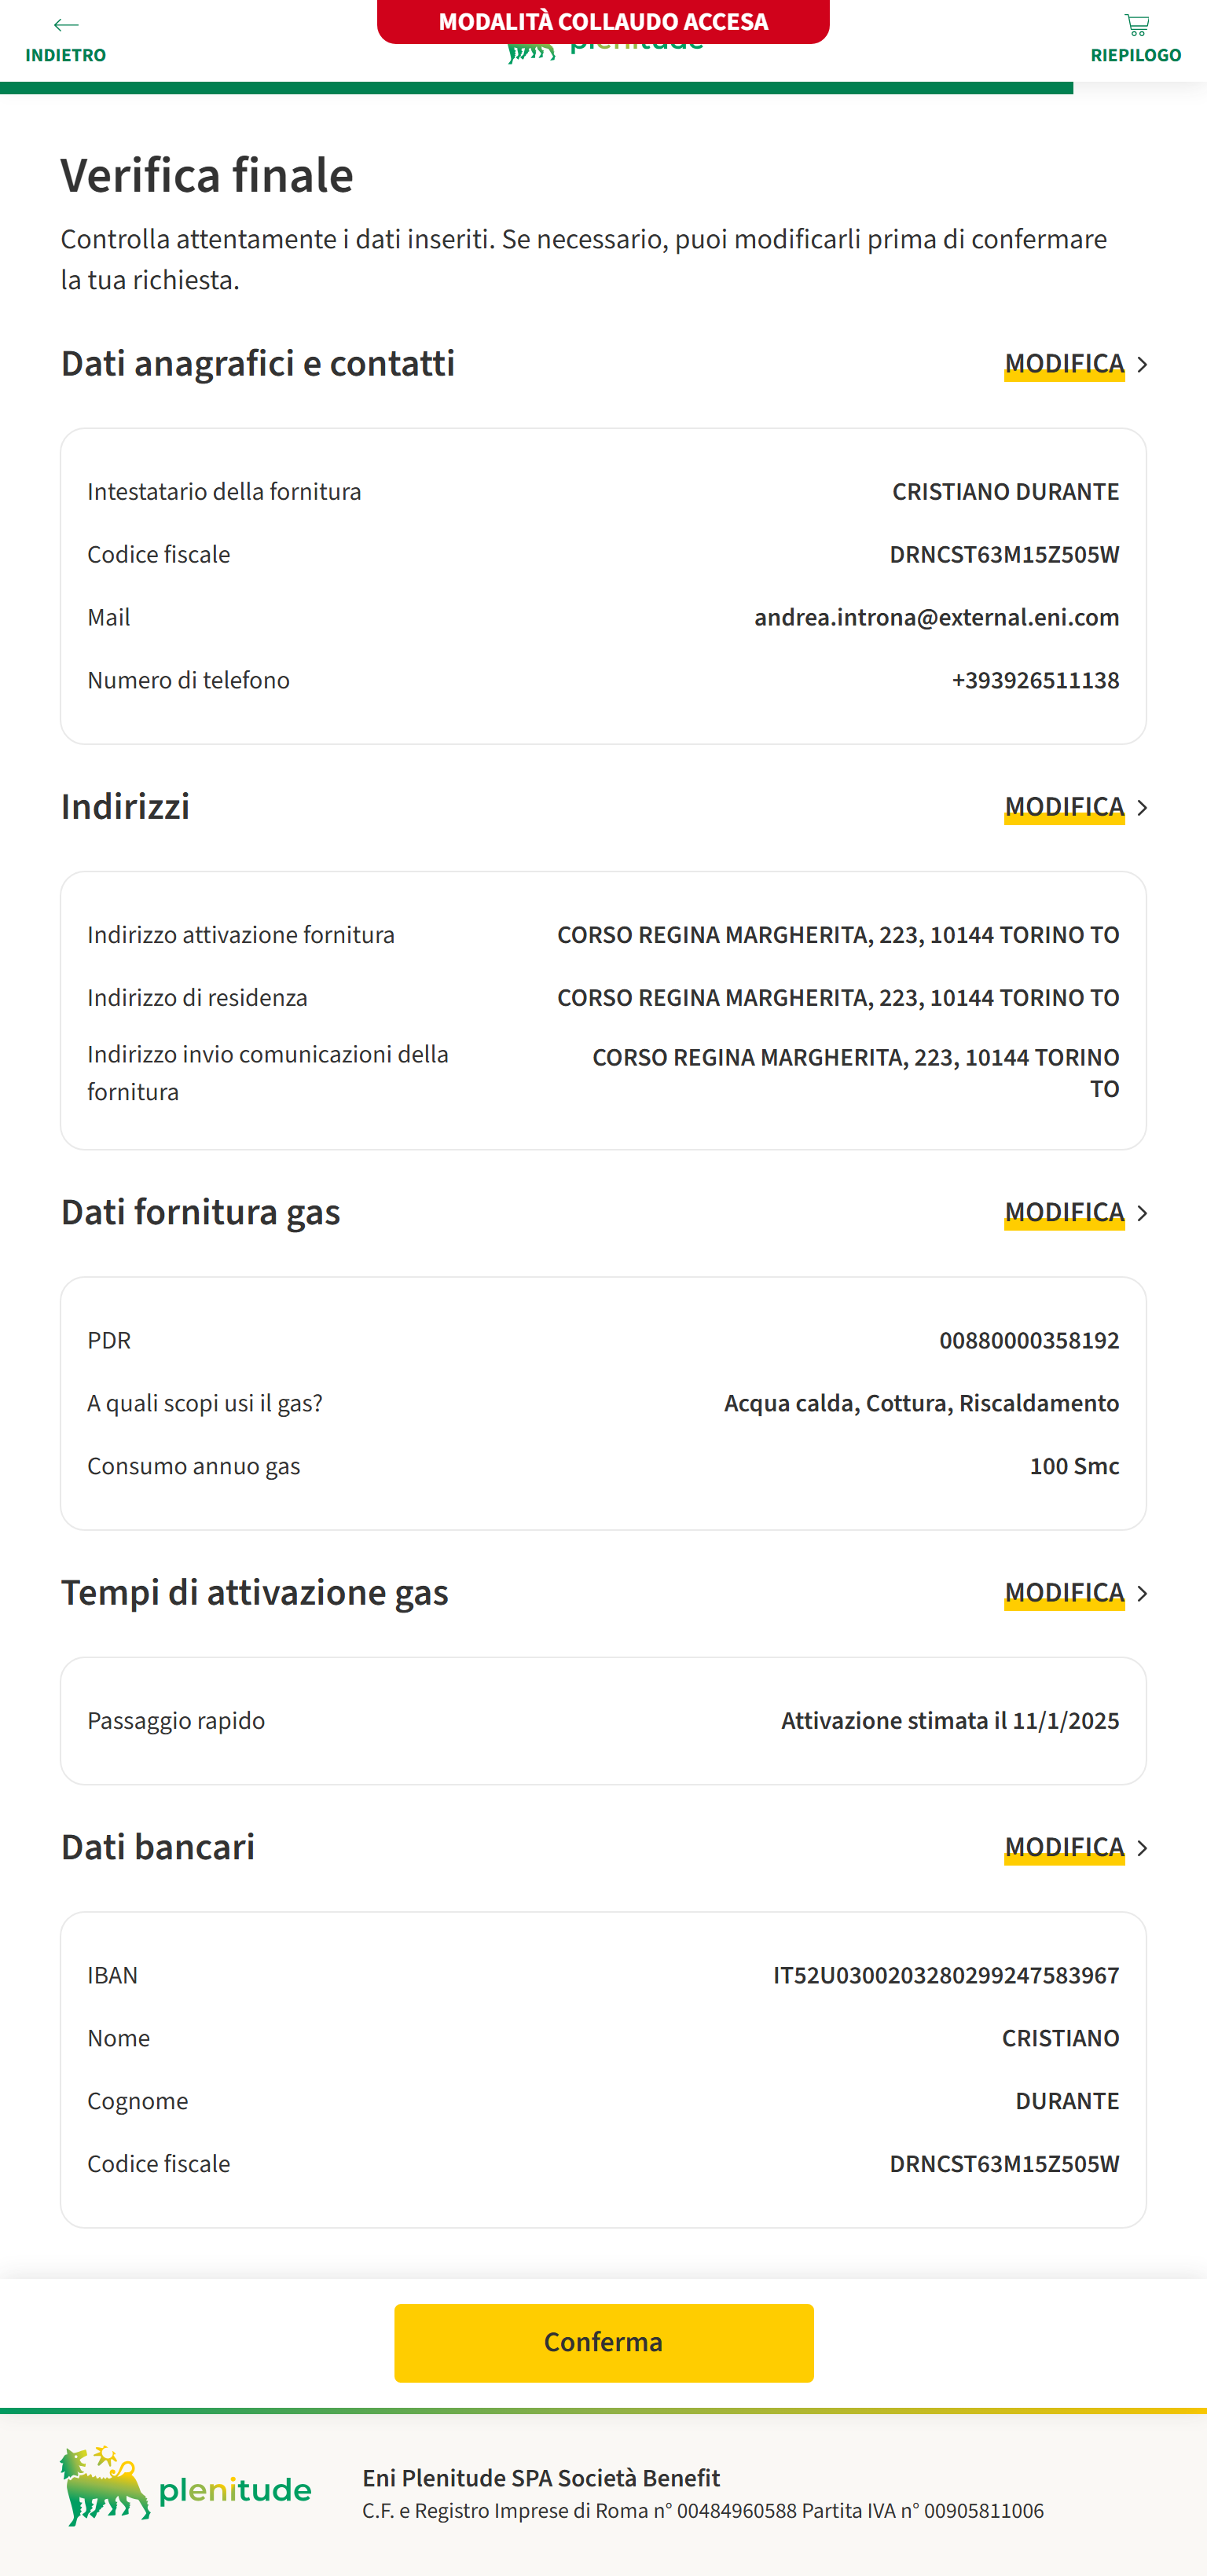 INDIETRO
MODALITÀ COLLAUDO ACCESA
RIEPILOGO
Verifica finale
Controlla attentamente i dati inseriti. Se necessario, puoi modificarli prima di confermare
la tua richiesta.
Dati anagrafici e contatti
MODIFICA
Intestatario della fornitura CRISTIANO DURANTE
Codice fiscale DRNCST63M15Z505W
Mail andrea.introna@external.eni.com
Numero di telefono +393926511138
Indirizzi
MODIFICA
Indirizzo attivazione fornitura CORSO REGINA MARGHERITA, 223, 10144 TORINO TO
Indirizzo di residenza CORSO REGINA MARGHERITA, 223, 10144 TORINO TO
Indirizzo invio comunicazioni della
fornitura
CORSO REGINA MARGHERITA, 223, 10144 TORINO
TO
Dati fornitura gas
MODIFICA
PDR 00880000358192
A quali scopi usi il gas? Acqua calda, Cottura, Riscaldamento
Consumo annuo gas 100 Smc
Tempi di attivazione gas
MODIFICA
Passaggio rapido Attivazione stimata il 11/1/2025
Dati bancari
MODIFICA
IBAN IT52U0300203280299247583967
Nome CRISTIANO
Cognome DURANTE
Codice fiscale DRNCST63M15Z505W
Conferma
plenitude
Eni Plenitude SPA Società Benefit
C.F. e Registro Imprese di Roma n° 00484960588 Partita IVA n° 00905811006